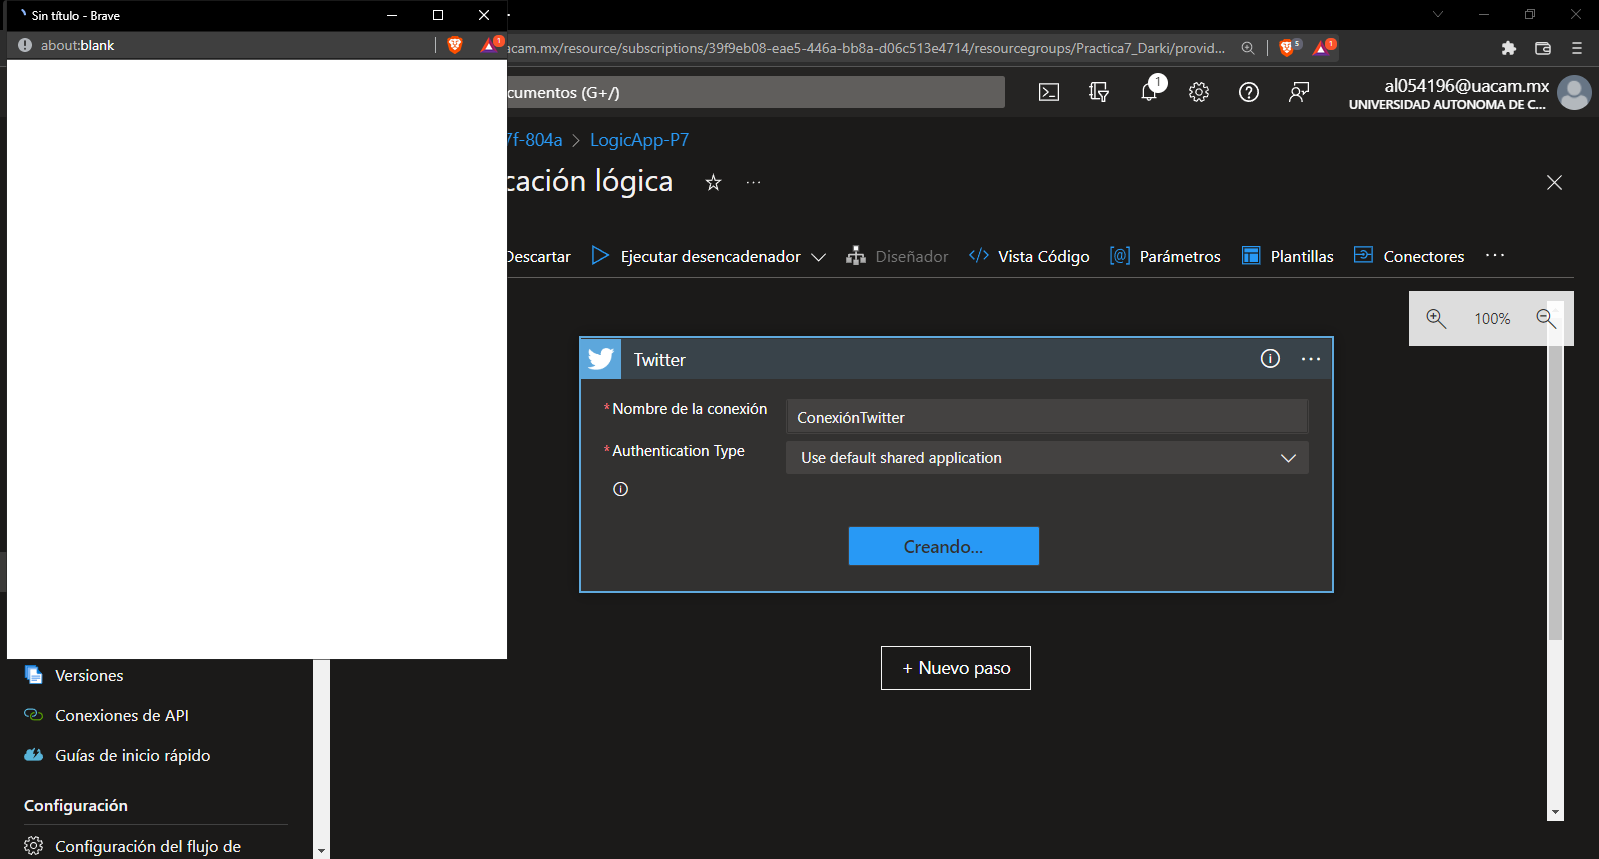 Sin título - Brave
about:blank
1
acam.mx/resource/subscriptions/39f9eb08-eae5-446a-bb8a-d06c513e4714/resourcegroups/Practica7_Darki/provid...
5
1
cumentos (G+/)
1
al054196@uacam.mx
UNIVERSIDAD AUTONOMA DE C...
7f-804a > LogicApp-P7
cación lógica
Descartar
Ejecutar desencadenador
Diseñador
Vista Código
Parámetros
Plantillas
Conectores
100%
Twitter
*Nombre de la conexión
ConexiónTwitter
*Authentication Type
Use default shared application
Creando...
+ Nuevo paso
Versiones
Conexiones de API
Guías de inicio rápido
Configuración
Configuración del flujo de